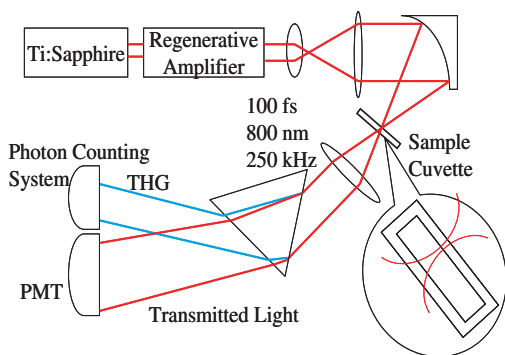 Ti:Sapphire
Regenerative
Amplifier
100 fs
800 nm
250 kHz
Sample
Cuvette
Photon Counting
System
THG
PMT
Transmitted Light